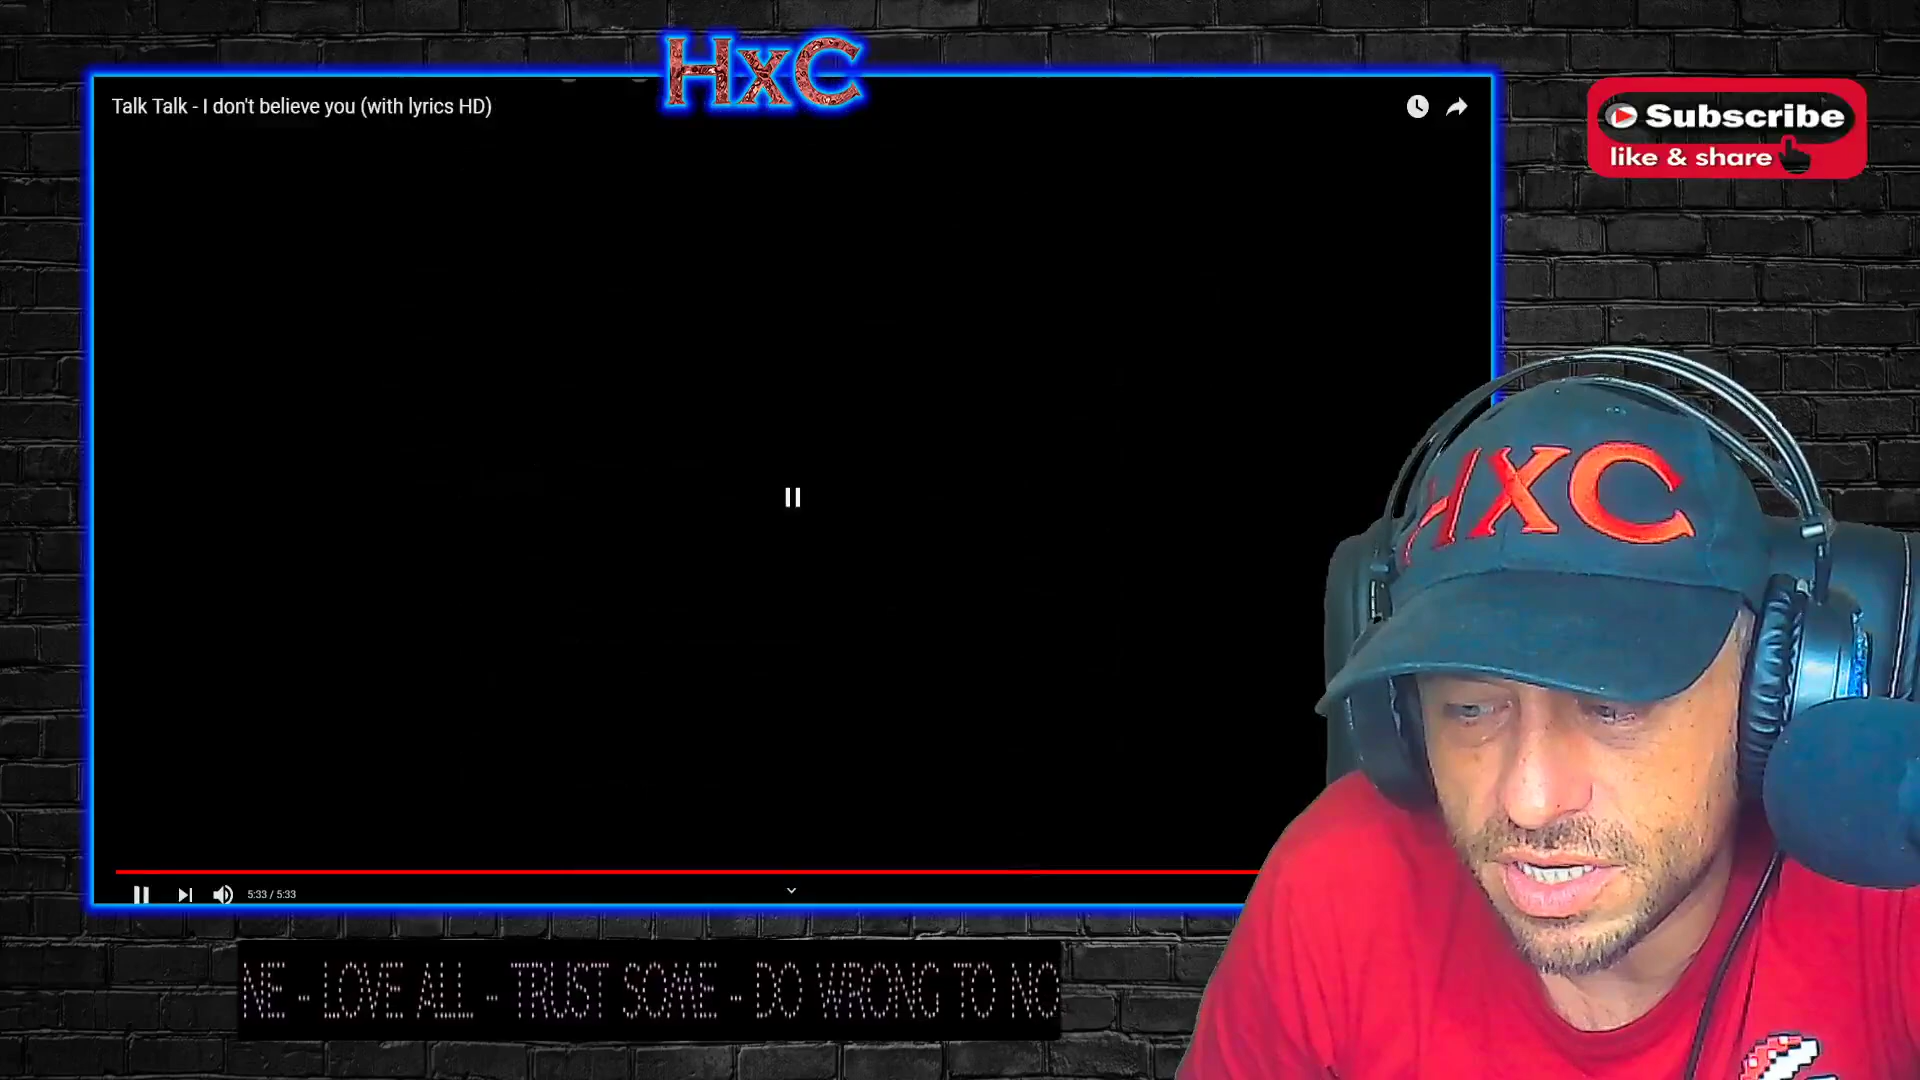 HxC
Talk Talk - I don't believe you (with lyrics HD)
Subscribe
like & share
HXC
5:33 / 5:33
NE - LOVE ALL - TRUST SOME - DO WRONG TO NO